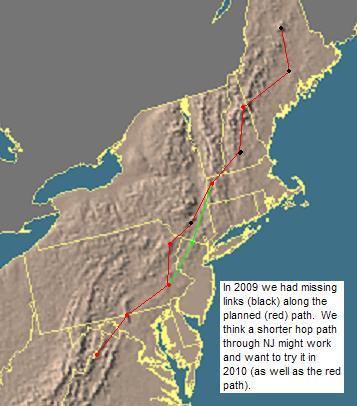 In 2009 we had missing
links (black) along the
planned (red) path.  We
think a shorter hop path
through NJ might work
and want to try it in
2010 (as well as the red
path).